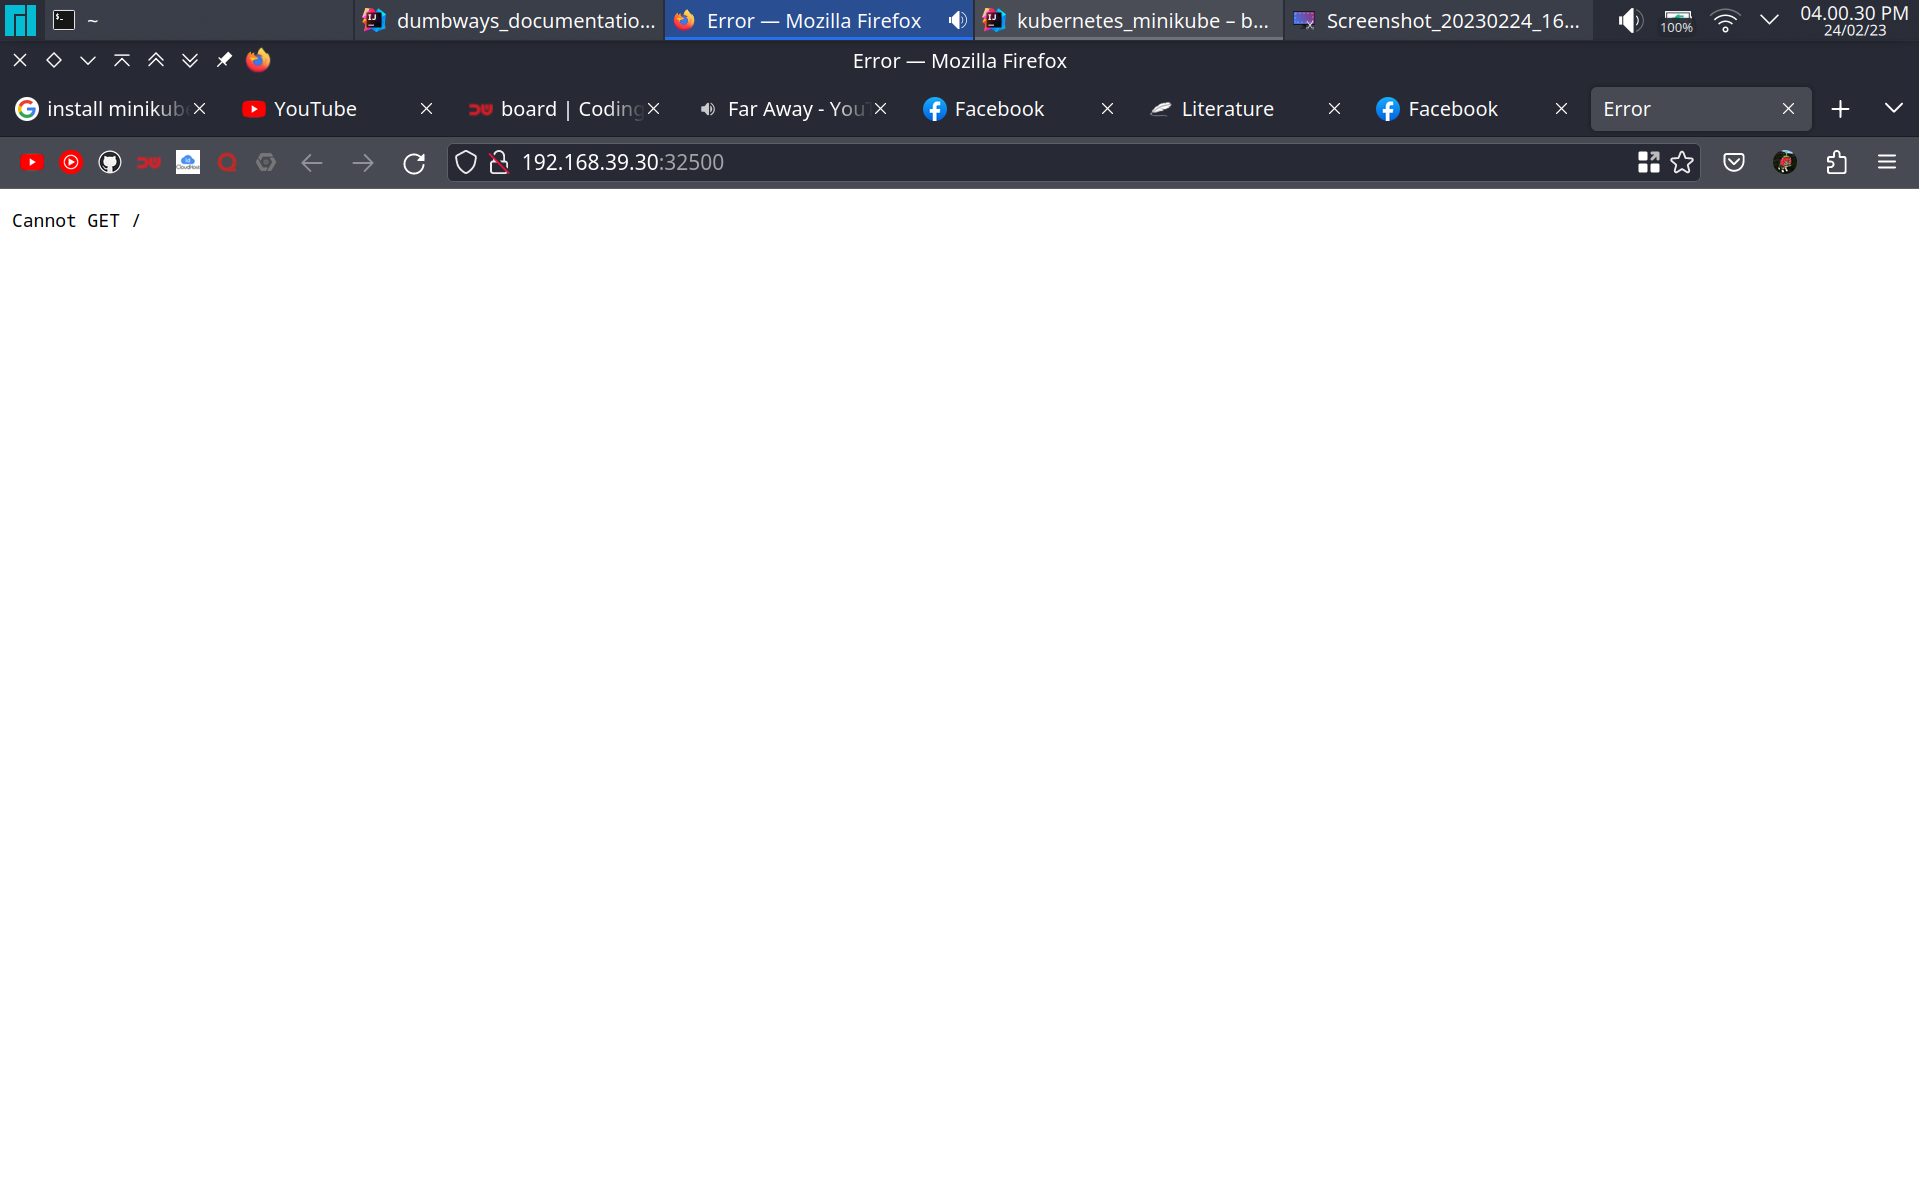 ~
dumbways_documentatio...
Error — Mozilla Firefox
kubernetes_minikube – b...
Screenshot_20230224_16...
100%
04.00.30 PM
24/02/23
Error — Mozilla Firefox
install minikub
YouTube
board | Coding
Far Away - You
Facebook
Literature
Facebook
Error
192.168.39.30:32500
Cannot GET /